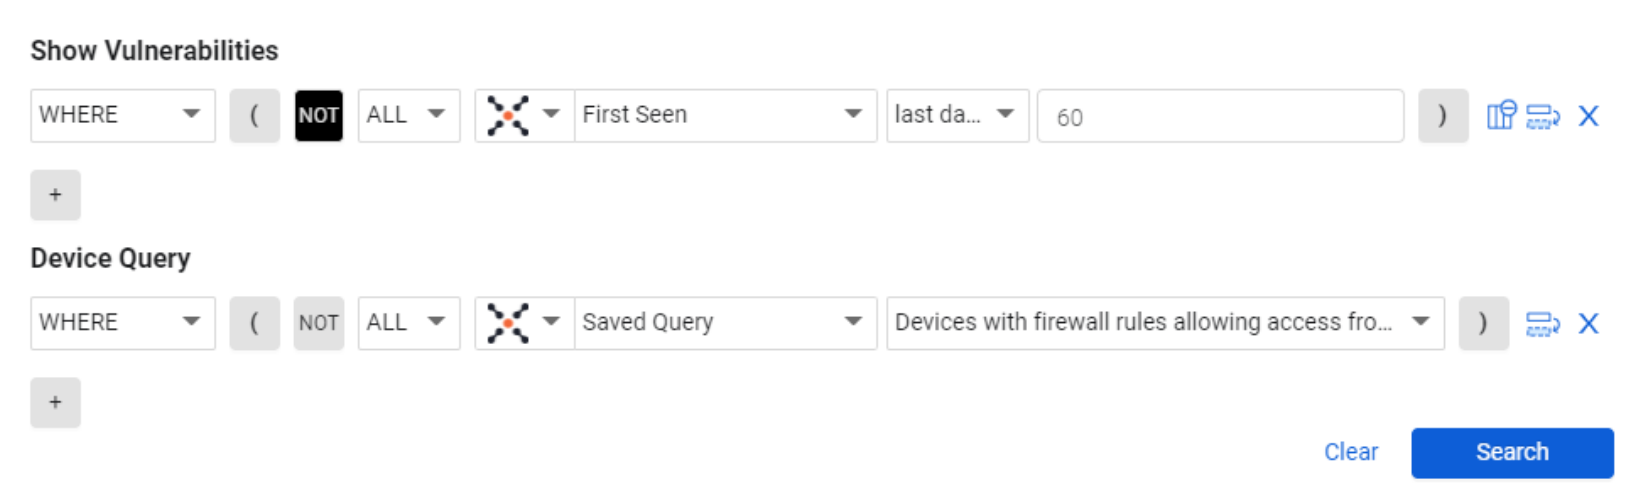 Show Vulnerabilities
WHERE ( NOT ALL First Seen last da... 60 )
+
Device Query
WHERE ( NOT ALL Saved Query Devices with firewall rules allowing access fro... )
+
Clear Search